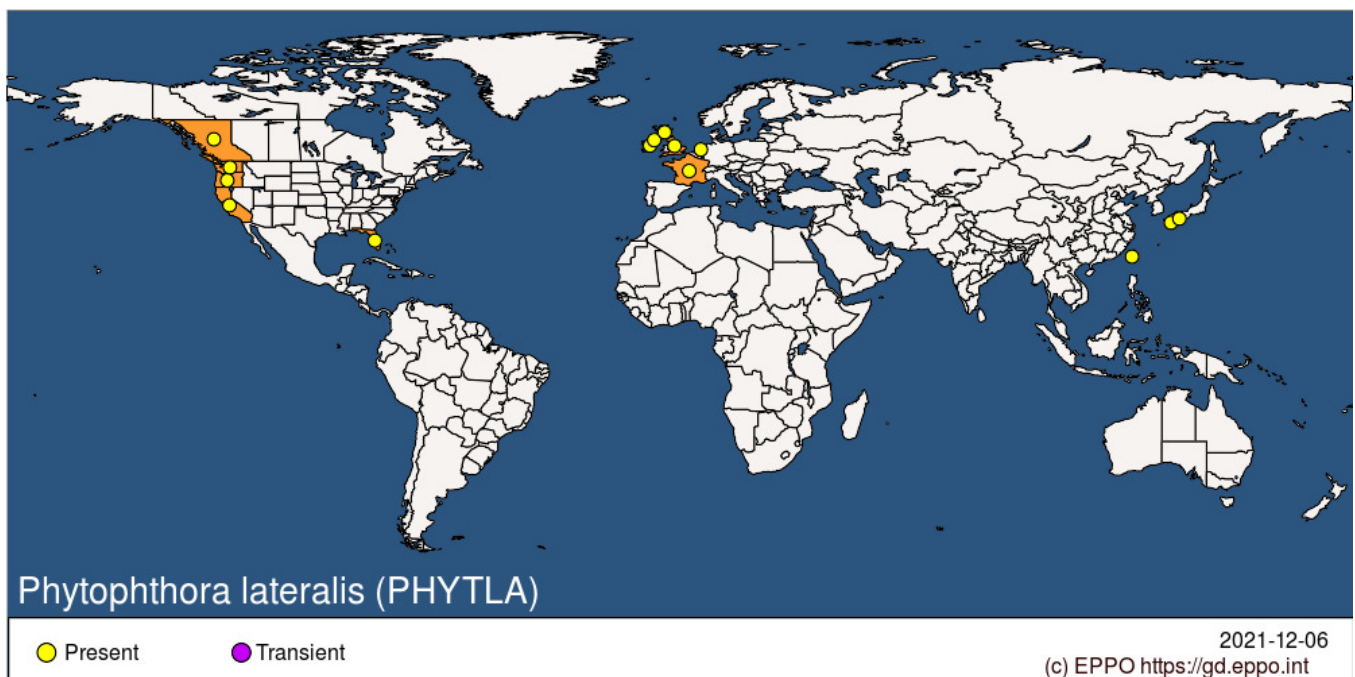 Phytophthora lateralis (PHYTLA)
Present
Transient
2021-12-06
(c) EPPO https://gd.eppo.int